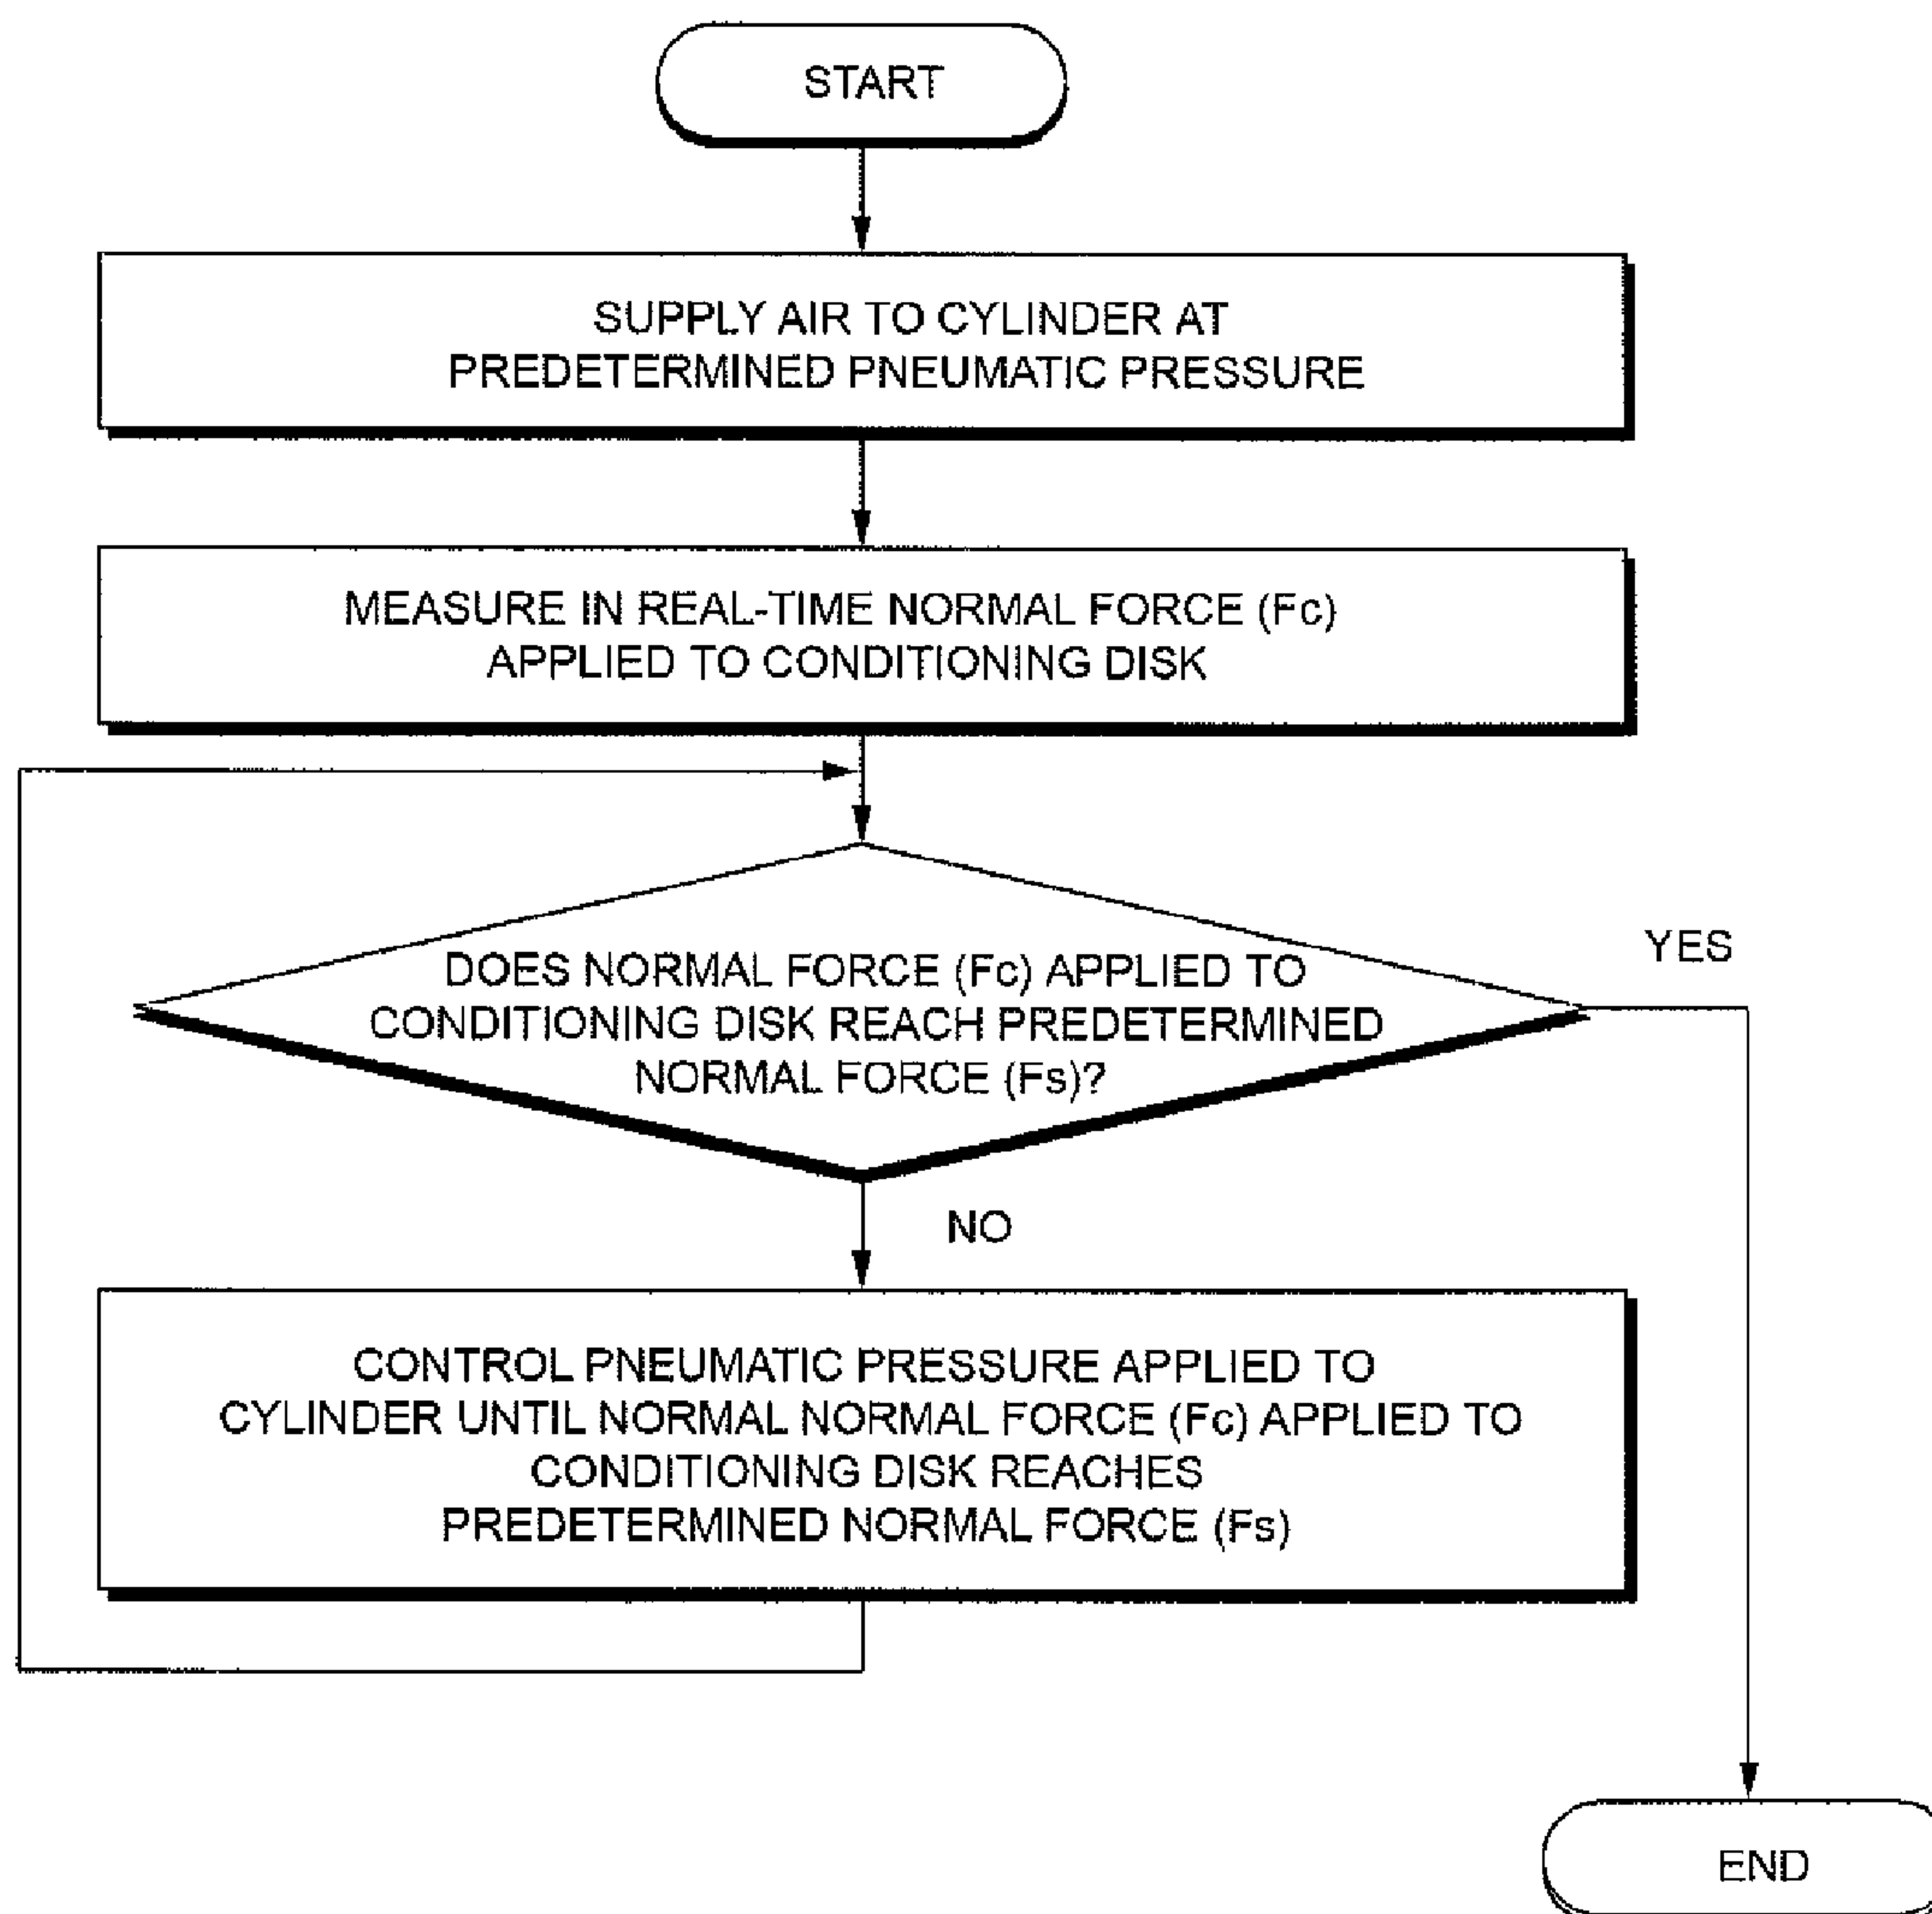 START
SUPPLY AIR TO CYLINDER AT
PREDETERMINED PNEUMATIC PRESSURE
MEASURE IN REAL-TIME NORMAL FORCE (Fc)
APPLIED TO CONDITIONING DISK
DOES NORMAL FORCE (Fc) APPLIED TO
CONDITIONING DISK REACH PREDETERMINED
NORMAL FORCE (Fs)?
YES
NO
CONTROL PNEUMATIC PRESSURE APPLIED TO
CYLINDER UNTIL NORMAL NORMAL FORCE (Fc) APPLIED TO
CONDITIONING DISK REACHES
PREDETERMINED NORMAL FORCE (Fs)
END